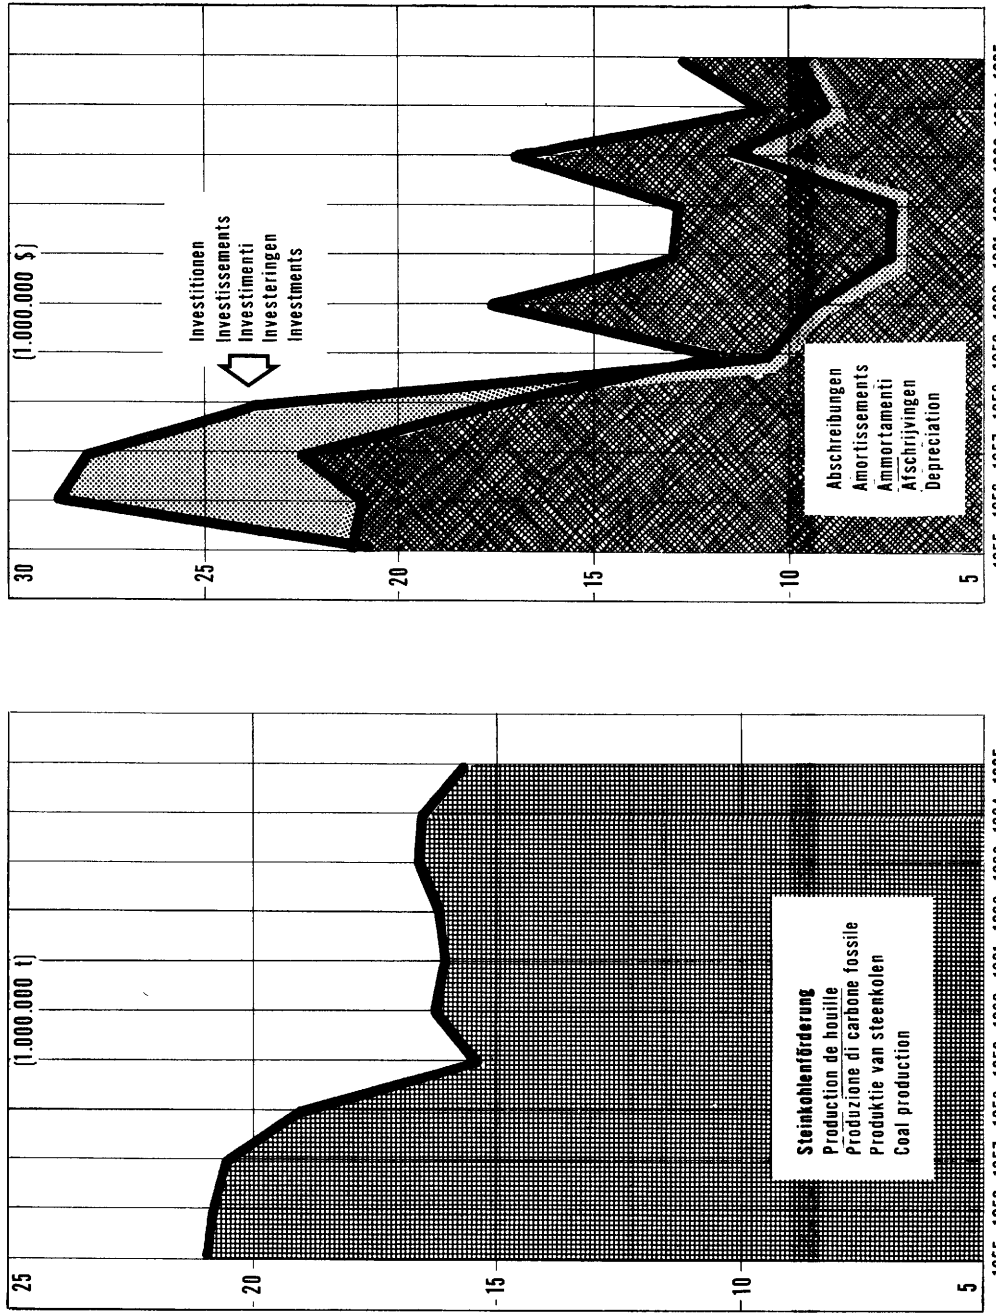 (1.000.000 t)
25
20
15
10
5
Steinkohlenförderung
Production de houille
Produzione di carbone fossile
Produktie van steenkolen
Coal production
(1.000.000 $)
30
25
20
15
10
5
Investitionen
Investissements
Investimenti
Investeringen
Investments
Abschreibungen
Amortissements
Ammortamenti
Afschrijvingen
Depreciation